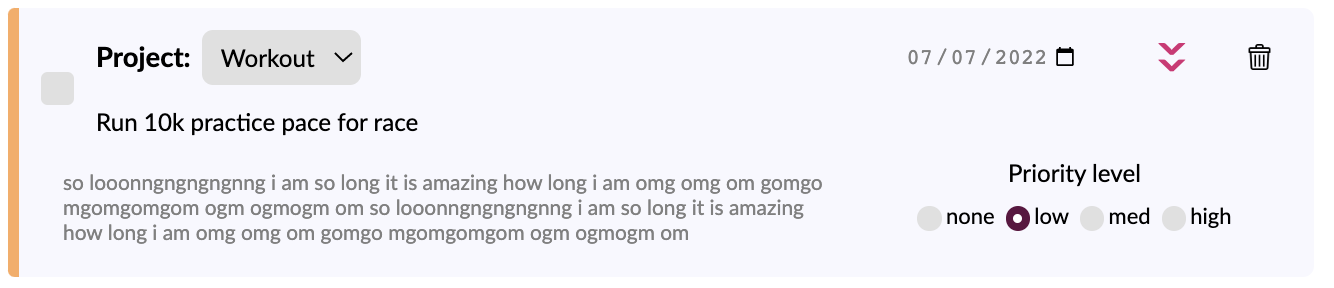 Project: Workout 07/07/2022
Run 10k practice pace for race
so looonngngngngnng i am so long it is amazing how long i am omg omg om gomgo
mgomgomgom ogm ogmogm om so looonngngngngnng i am so long it is amazing
how long i am omg omg om gomgo mgomgomgom ogm ogmogm om
Priority level
none low med high